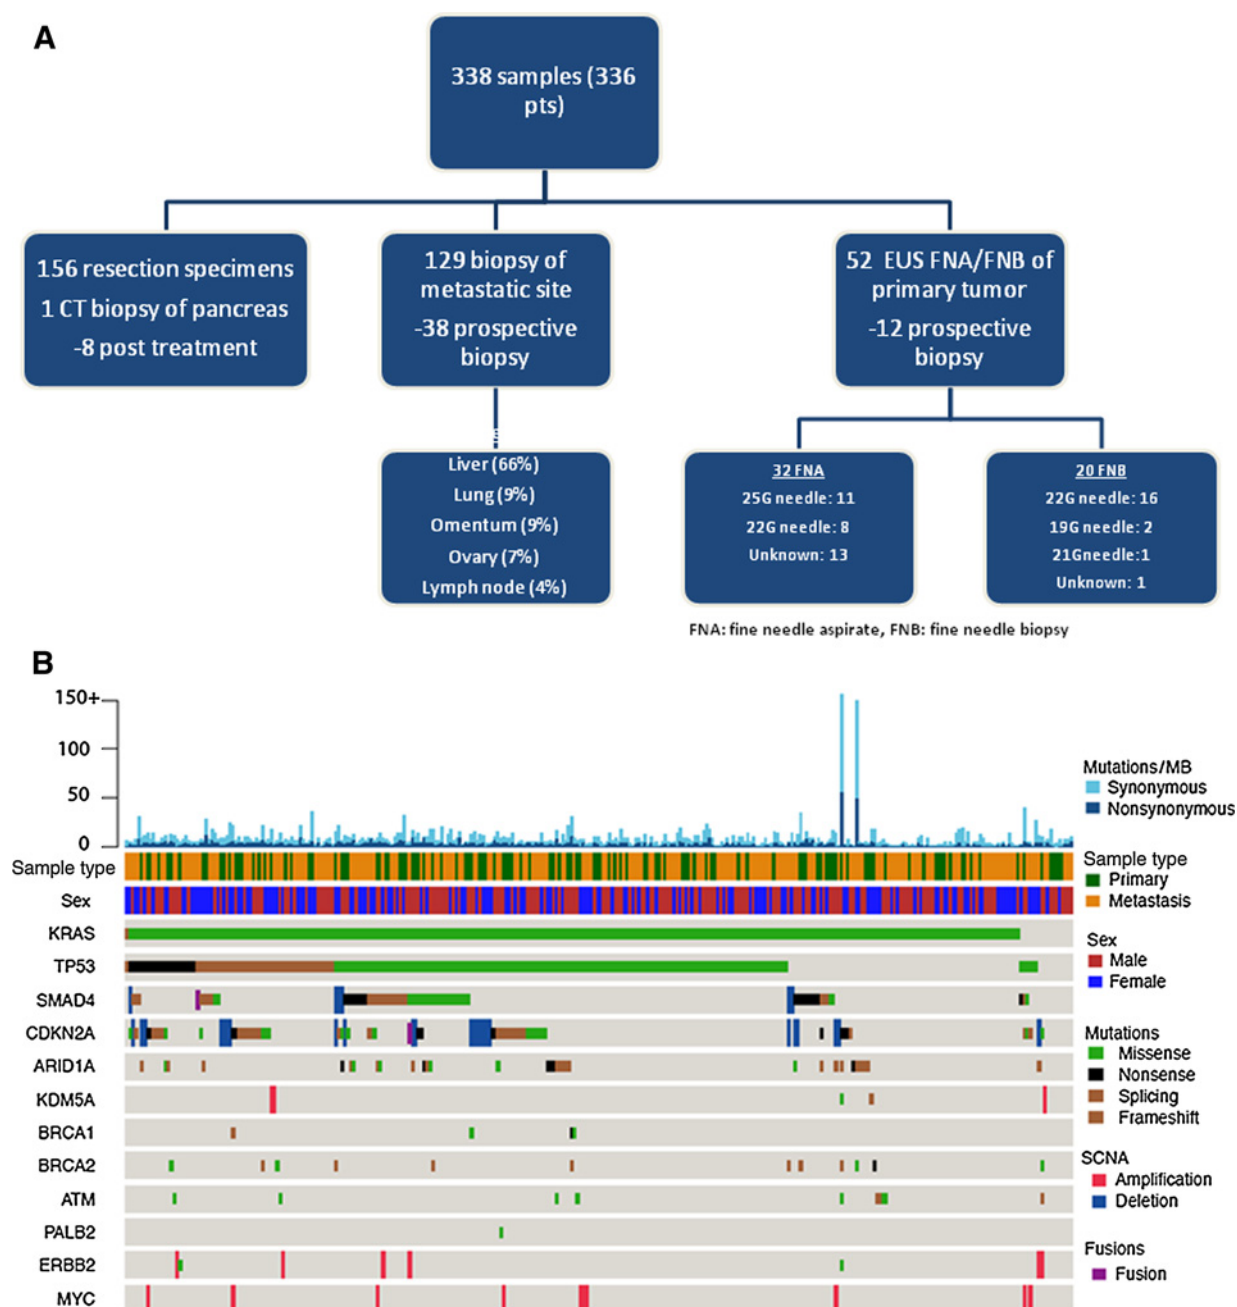 A
338 samples (336
pts)
156 resection specimens
1 CT biopsy of pancreas
-8 post treatment
129 biopsy of
metastatic site
-38 prospective
biopsy
52 EUS FNA/FNB of
primary tumor
-12 prospective
biopsy
Liver (66%)
Lung (9%)
Omentum (9%)
Ovary (7%)
Lymph node (4%)
32 FNA
25G needle: 11
22G needle: 8
Unknown: 13
20 FNB
22G needle: 16
19G needle: 2
21Gneedle:1
Unknown: 1
FNA: fine needle aspirate, FNB: fine needle biopsy
B
150+
100
50
0
Mutations/MB
Synonymous
Nonsynonymous
Sample type
Sex
KRAS
TP53
SMAD4
CDKN2A
ARID1A
KDM5A
BRCA1
BRCA2
ATM
PALB2
ERBB2
MYC
Sample type
Primary
Metastasis
Sex
Male
Female
Mutations
Missense
Nonsense
Splicing
Frameshift
SCNA
Amplification
Deletion
Fusions
Fusion